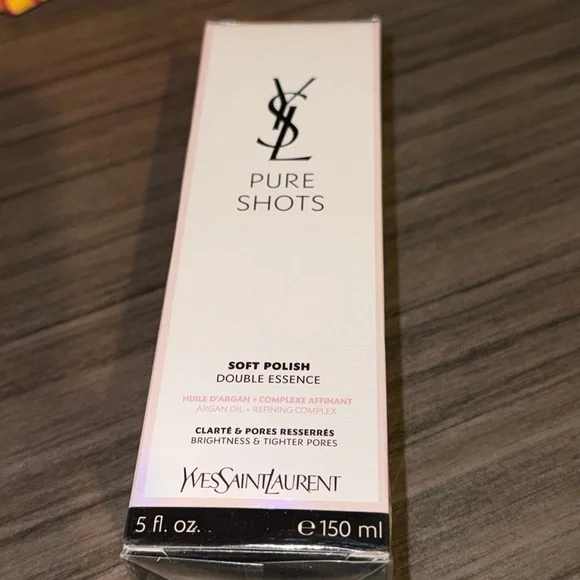 YSL
PURE
SHOTS
SOFT POLISH
DOUBLE ESSENCE
HUILE D'ARGAN + COMPLEXE AFFINANT
ARGAN OIL + REFINING COMPLEX
CLARTÉ & PORES RESSERRÉS
BRIGHTNESS & TIGHTER PORES
YVESSAINTLAURENT
5 fl. oz. ℮ 150 ml